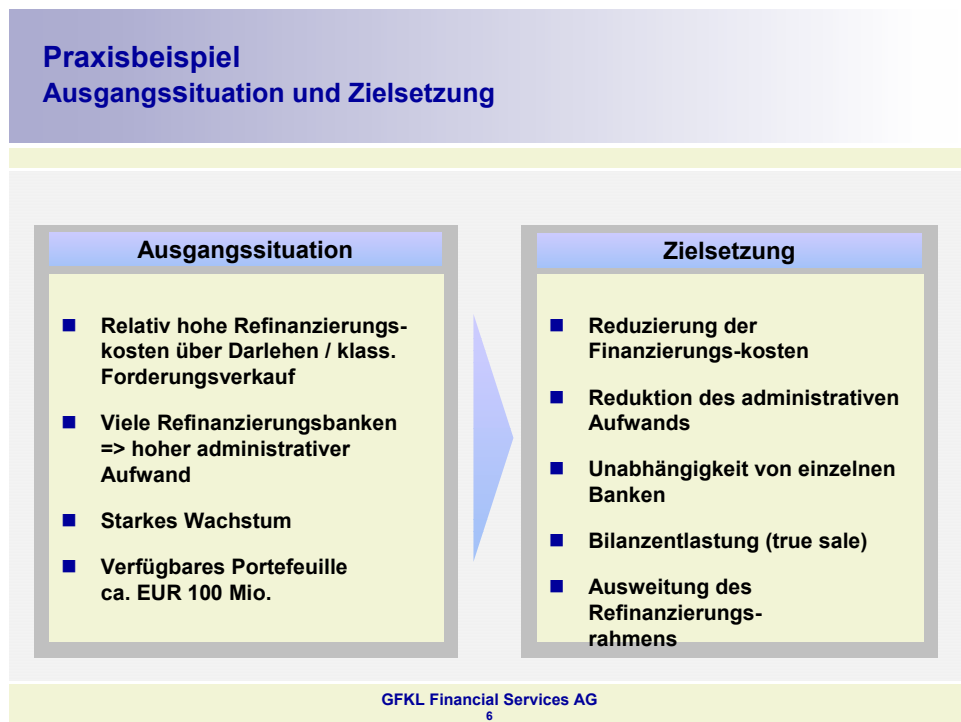 Praxisbeispiel
Ausgangssituation und Zielsetzung
Ausgangssituation
Relativ hohe Refinanzierungs-
kosten über Darlehen / klass.
Forderungsverkauf
Viele Refinanzierungsbanken
=> hoher administrativer
Aufwand
Starkes Wachstum
Verfügbares Portefeuille
ca. EUR 100 Mio.
Zielsetzung
Reduzierung der
Finanzierungs-kosten
Reduktion des administrativen
Aufwands
Unabhängigkeit von einzelnen
Banken
Bilanzentlastung (true sale)
Ausweitung des
Refinanzierungs-
rahmens
GFKL Financial Services AG
6